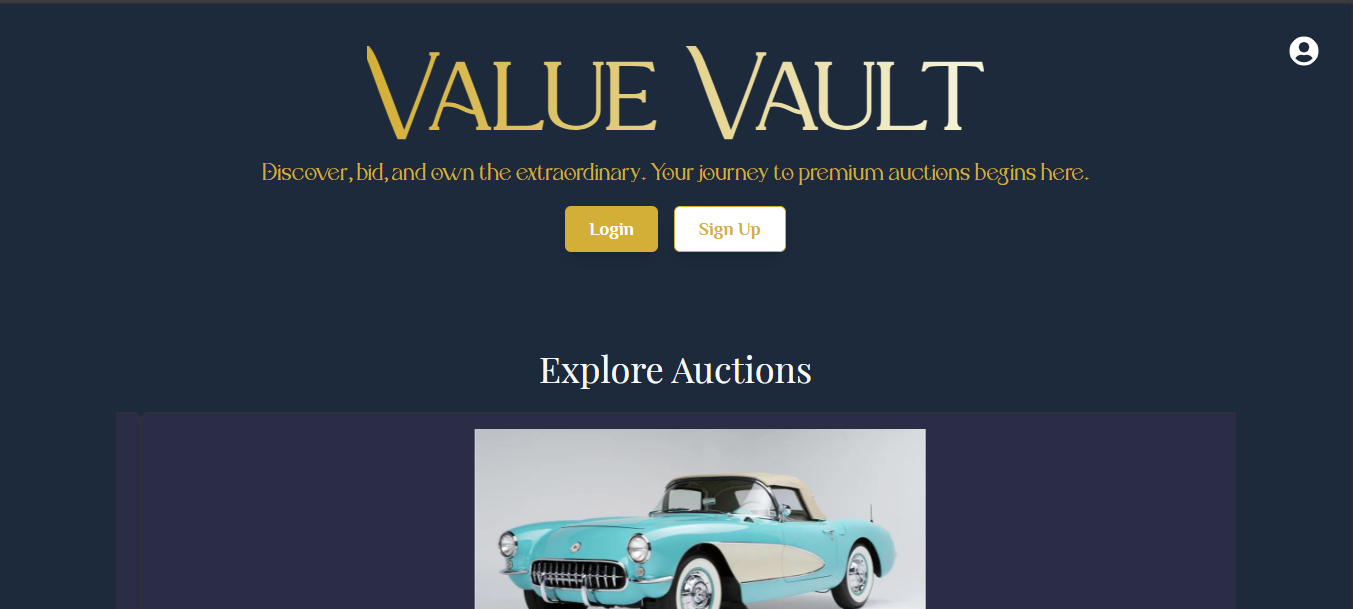 VALUE VAULT
Discover, bid, and own the extraordinary. Your journey to premium auctions begins here.
Login
Sign Up
Explore Auctions